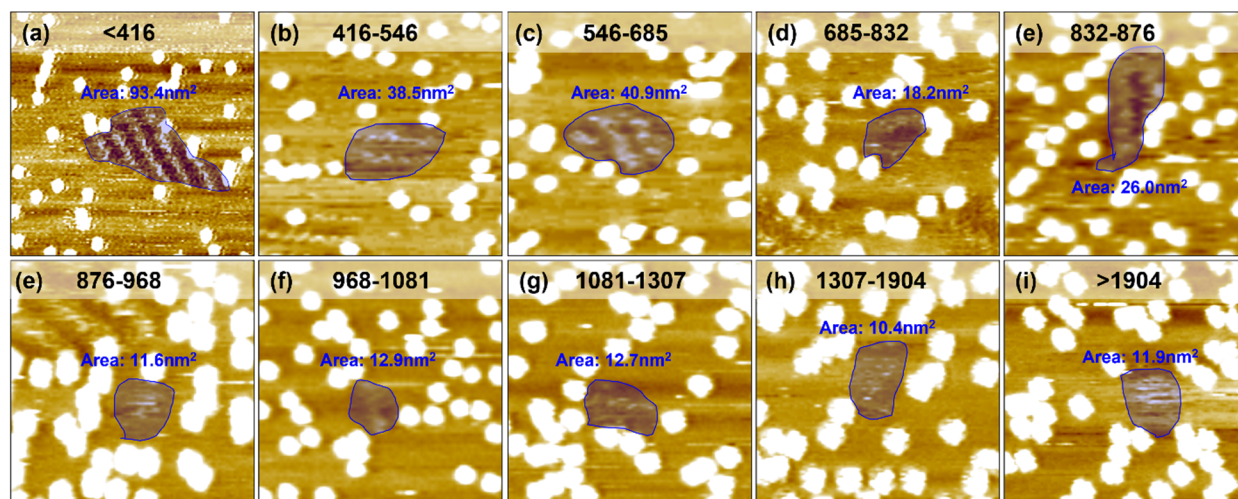 (a) <416
Area: 93.4nm²
(b) 416-546
Area: 38.5nm²
(c) 546-685
Area: 40.9nm²
(d) 685-832
Area: 18.2nm²
(e) 832-876
Area: 26.0nm²
(e) 876-968
Area: 11.6nm²
(f) 968-1081
Area: 12.9nm²
(g) 1081-1307
Area: 12.7nm²
(h) 1307-1904
Area: 10.4nm²
(i) >1904
Area: 11.9nm²